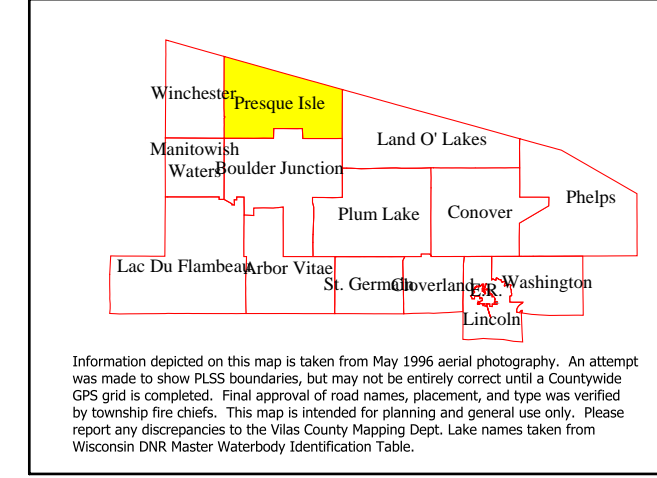 Winchester
Presque Isle
Land O' Lakes
Manitowish
Waters
Boulder Junction
Phelps
Plum Lake
Conover
Lac Du Flambeau
Arbor Vitae
St. Germain
Cloverland
E.R.
Washington
Lincoln
Information depicted on this map is taken from May 1996 aerial photography. An attempt
was made to show PLSS boundaries, but may not be entirely correct until a Countywide
GPS grid is completed. Final approval of road names, placement, and type was verified
by township fire chiefs. This map is intended for planning and general use only. Please
report any discrepancies to the Vilas County Mapping Dept. Lake names taken from
Wisconsin DNR Master Waterbody Identification Table.